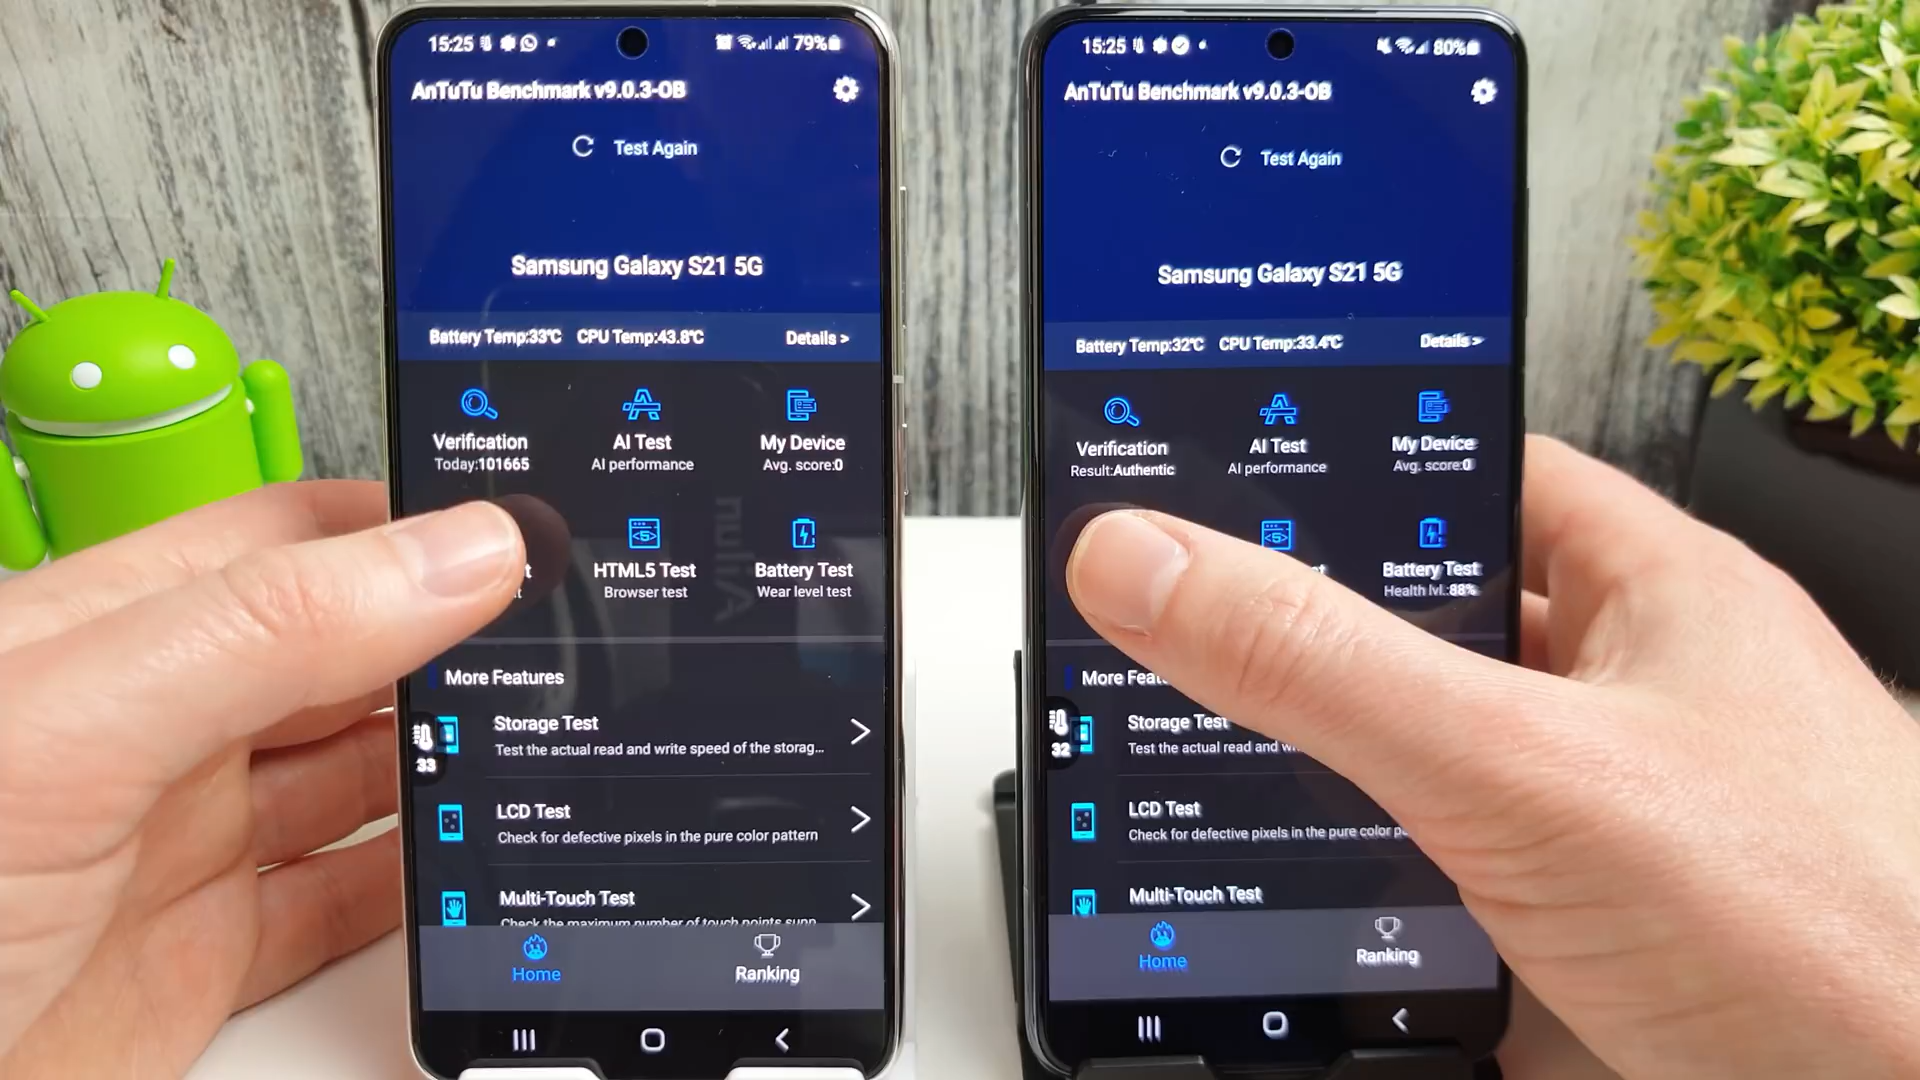 15:25
79%
AnTuTu Benchmark v9.0.3-OB
Test Again
Samsung Galaxy S21 5G
Battery Temp:33℃ CPU Temp:43.8℃ Details >
Verification
Today:101665
AI Test
AI performance
My Device
Avg. score:0
HTML5 Test
Browser test
Battery Test
Wear level test
More Features
Storage Test
Test the actual read and write speed of the storag...
33
LCD Test
Check for defective pixels in the pure color pattern
Multi-Touch Test
Check the maximum number of touch points supp
Home
Ranking
15:25
80%
AnTuTu Benchmark v9.0.3-OB
Test Again
Samsung Galaxy S21 5G
Battery Temp:32℃ CPU Temp:33.4℃ Details >
Verification
Result:Authentic
AI Test
AI performance
My Device
Avg. score:0
Battery Test
Health lvl.:88%
More
Storage Test
Test the actual read and
32
LCD Test
Check for defective pixels in the pure color
Multi-Touch Test
Home
Ranking